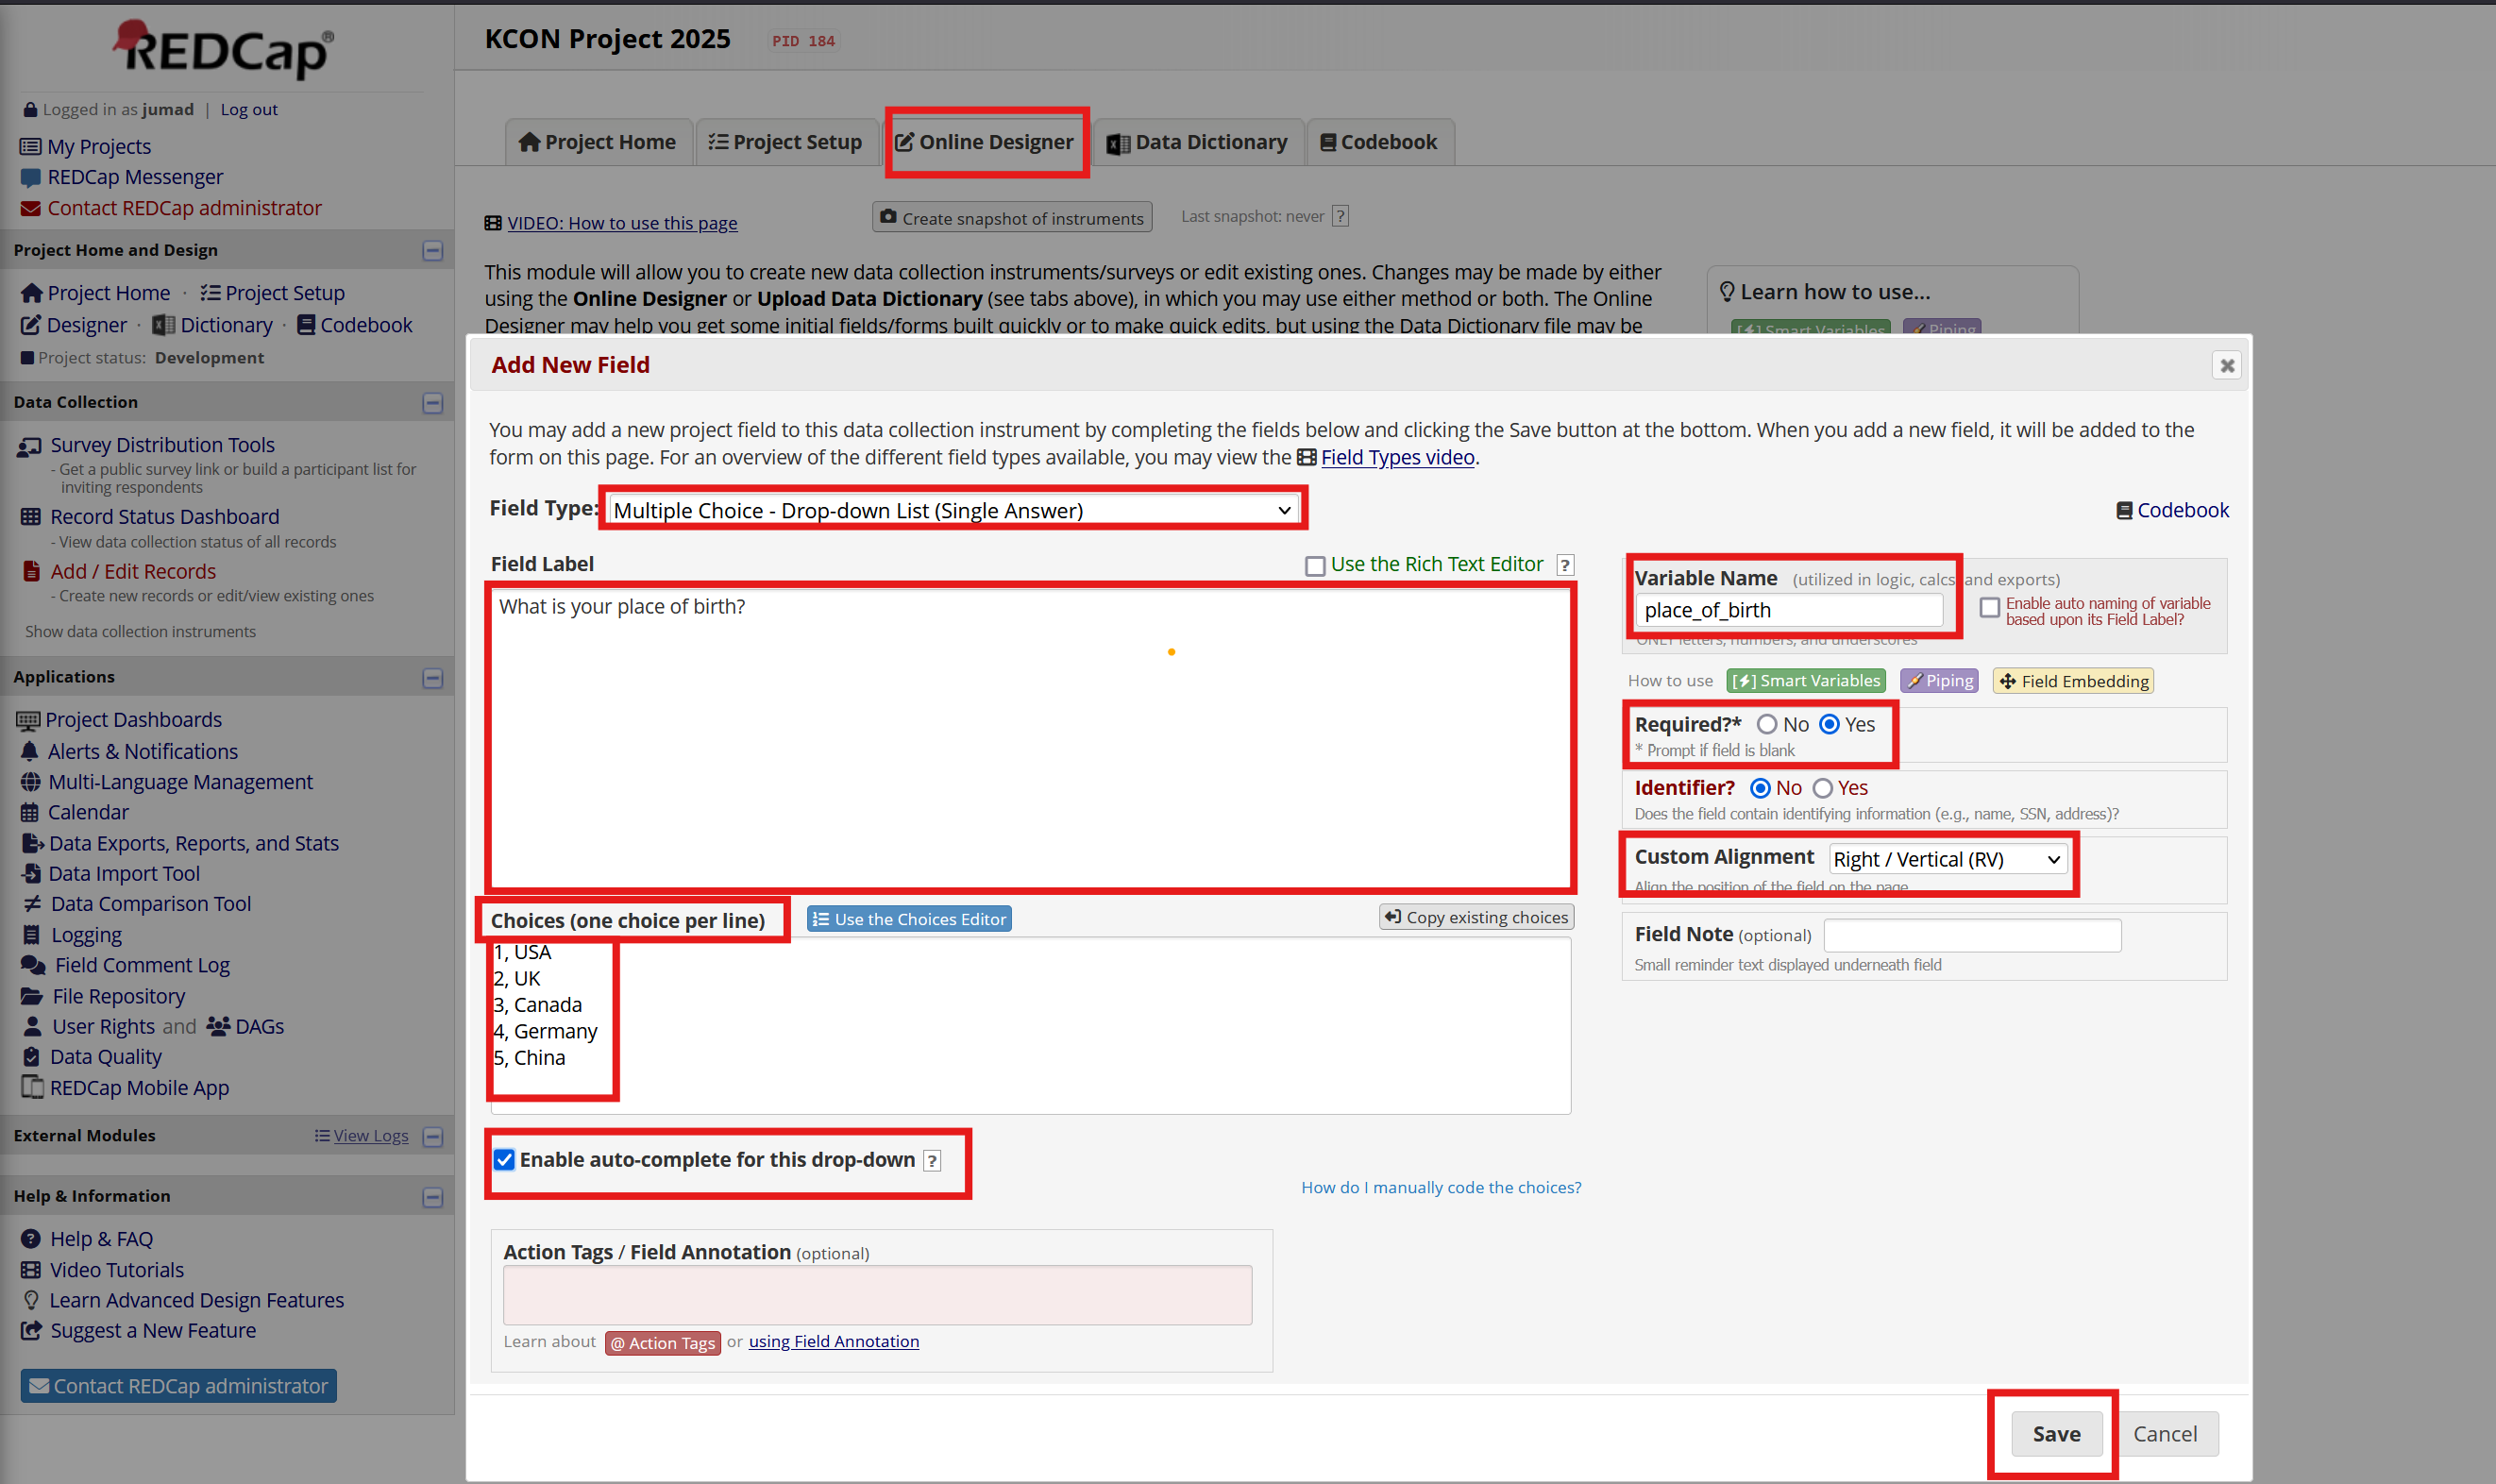 REDCap®
Logged in as jumad | Log out
My Projects
REDCap Messenger
Contact REDCap administrator
Project Home and Design
Project Home · Project Setup
Designer · Dictionary · Codebook
Project status: Development
Data Collection
Survey Distribution Tools
- Get a public survey link or build a participant list for
inviting respondents
Record Status Dashboard
- View data collection status of all records
Add / Edit Records
- Create new records or edit/view existing ones
Show data collection instruments
Applications
Project Dashboards
Alerts & Notifications
Multi-Language Management
Calendar
Data Exports, Reports, and Stats
Data Import Tool
Data Comparison Tool
Logging
Field Comment Log
File Repository
User Rights and DAGs
Data Quality
REDCap Mobile App
External Modules View Logs
Help & Information
Help & FAQ
Video Tutorials
Learn Advanced Design Features
Suggest a New Feature
Contact REDCap administrator
KCON Project 2025 PID 184
Project Home Project Setup Online Designer Data Dictionary Codebook
VIDEO: How to use this page Create snapshot of instruments Last snapshot: never ?
This module will allow you to create new data collection instruments/surveys or edit existing ones. Changes may be made by either
using the Online Designer or Upload Data Dictionary (see tabs above), in which you may use either method or both. The Online
Designer may help you get some initial fields/forms built quickly or to make quick edits, but using the Data Dictionary file may be
Learn how to use...
Smart Variables Piping
Add New Field
You may add a new project field to this data collection instrument by completing the fields below and clicking the Save button at the bottom. When you add a new field, it will be added to the
form on this page. For an overview of the different field types available, you may view the Field Types video.
Field Type: Multiple Choice - Drop-down List (Single Answer)
Codebook
Field Label Use the Rich Text Editor ?
What is your place of birth?
Choices (one choice per line) Use the Choices Editor Copy existing choices
1, USA
2, UK
3, Canada
4, Germany
5, China
Enable auto-complete for this drop-down ?
How do I manually code the choices?
Action Tags / Field Annotation (optional)
Learn about @ Action Tags or using Field Annotation
Variable Name (utilized in logic, calcs, and exports)
place_of_birth
Enable auto naming of variable
based upon its Field Label?
ONLY letters, numbers, and underscores
How to use [⚡] Smart Variables Piping Field Embedding
Required?* No Yes
* Prompt if field is blank
Identifier? No Yes
Does the field contain identifying information (e.g., name, SSN, address)?
Custom Alignment Right / Vertical (RV)
Align the position of the field on the page
Field Note (optional)
Small reminder text displayed underneath field
Save Cancel